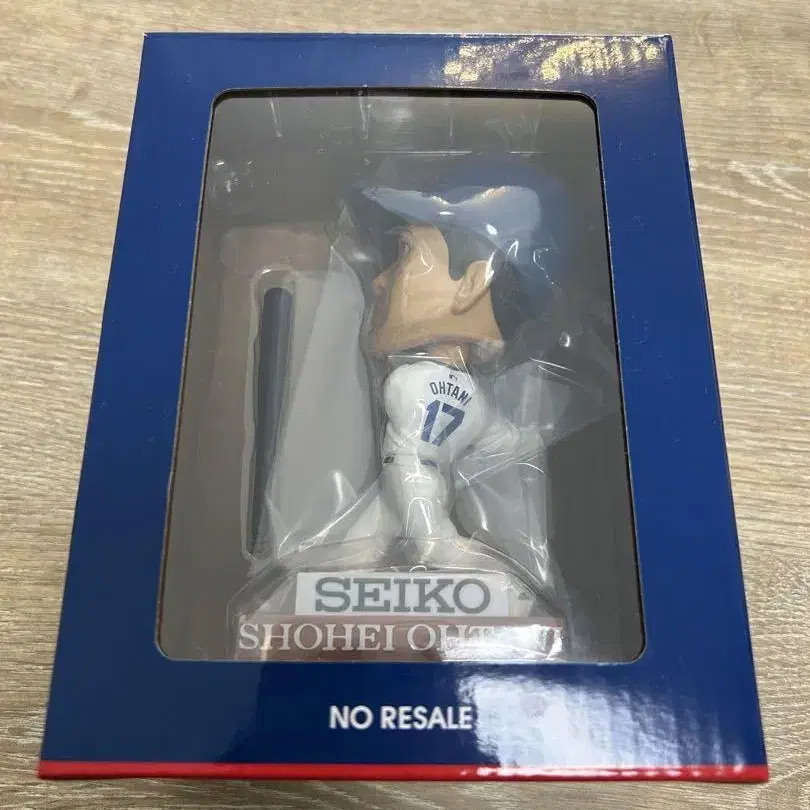 OHTANI
17
SEIKO
SHOHEI
NO RESALE